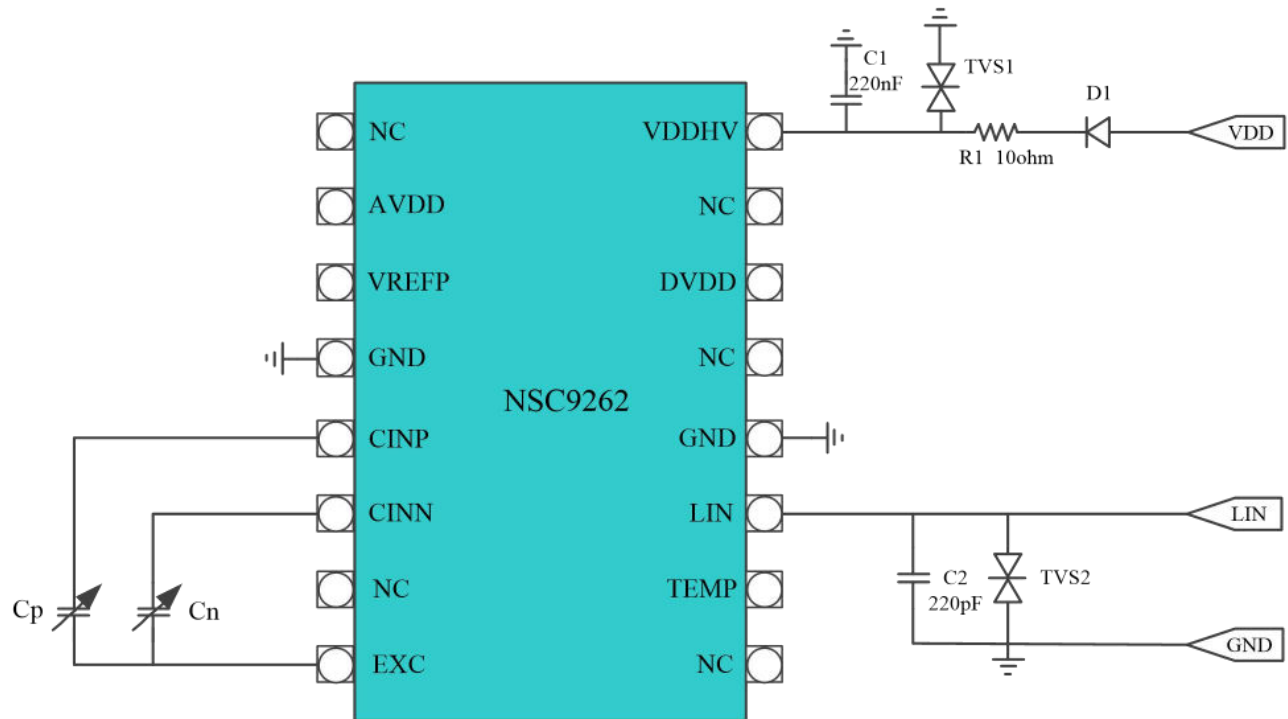 C1
220nF
TVS1
D1
VDD
R1 10ohm
NC
VDDHV
AVDD
NC
VREFP
DVDD
GND
NC
NSC9262
CINP
GND
CINN
LIN
LIN
NC
TEMP
C2
220pF
TVS2
Cp
Cn
EXC
NC
GND